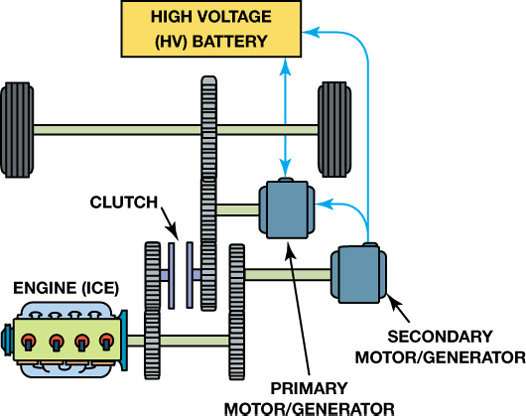 HIGH VOLTAGE
(HV) BATTERY
CLUTCH
ENGINE (ICE)
SECONDARY
MOTOR/GENERATOR
PRIMARY
MOTOR/GENERATOR